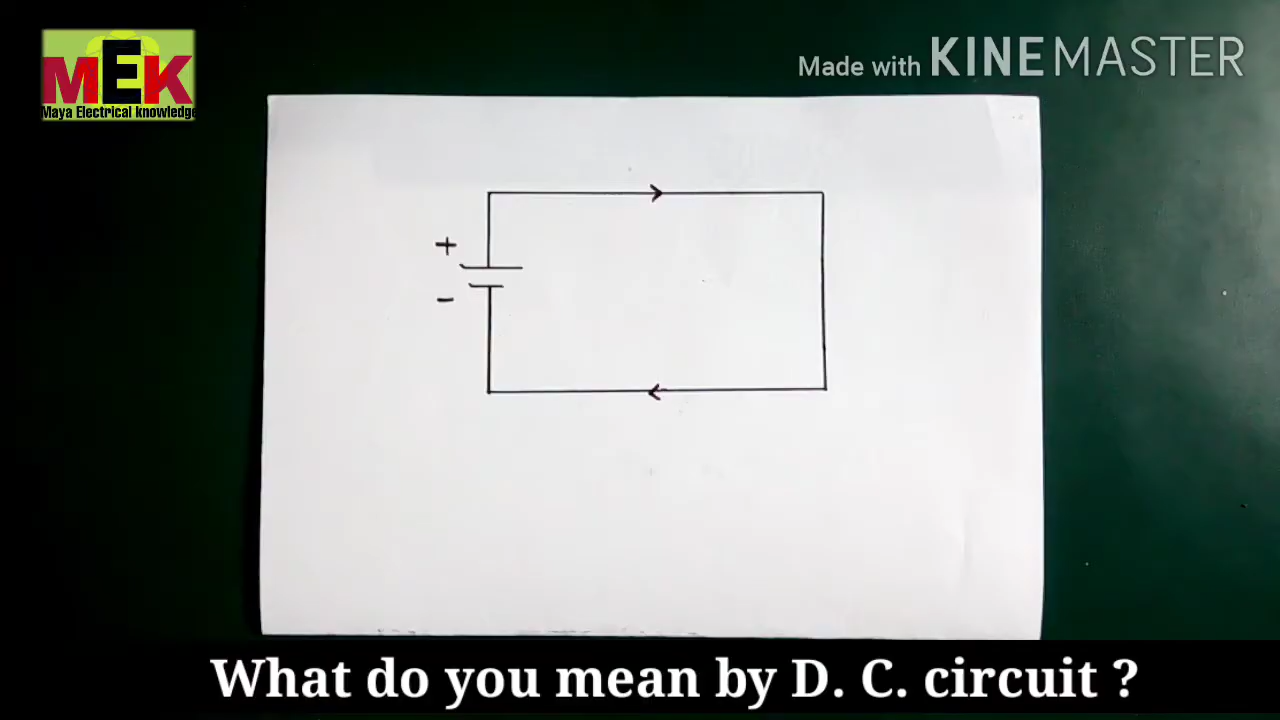 MEK
Maya Electrical knowledge
Made with KINEMASTER
+
-
What do you mean by D. C. circuit ?